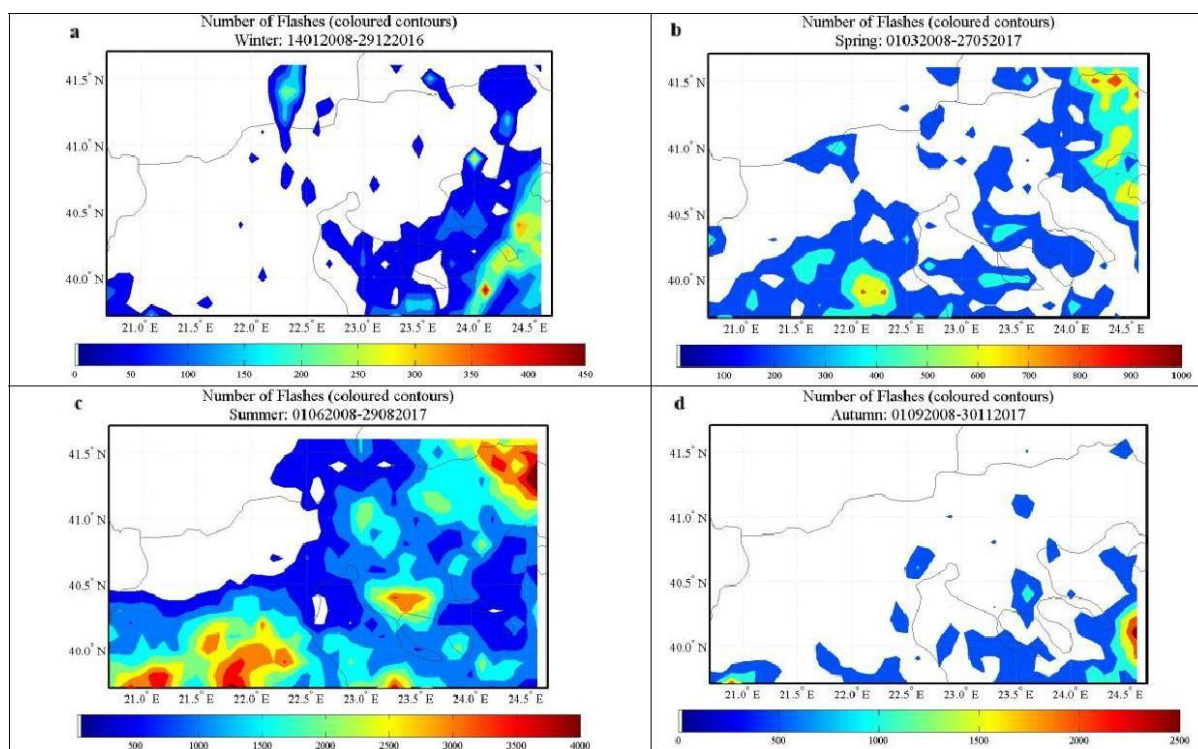 a
Number of Flashes (coloured contours)
Winter: 14012008-29122016
41.5° N
41.0° N
40.5° N
40.0° N
21.0° E 21.5° E 22.0° E 22.5° E 23.0° E 23.5° E 24.0° E 24.5° E
0 50 100 150 200 250 300 350 400 450
b
Number of Flashes (coloured contours)
Spring: 01032008-27052017
41.5° N
41.0° N
40.5° N
40.0° N
21.0° E 21.5° E 22.0° E 22.5° E 23.0° E 23.5° E 24.0° E 24.5° E
100 200 300 400 500 600 700 800 900 1000
c
Number of Flashes (coloured contours)
Summer: 01062008-29082017
41.5° N
41.0° N
40.5° N
40.0° N
21.0° E 21.5° E 22.0° E 22.5° E 23.0° E 23.5° E 24.0° E 24.5° E
500 1000 1500 2000 2500 3000 3500 4000
d
Number of Flashes (coloured contours)
Autumn: 01092008-30112017
41.5° N
41.0° N
40.5° N
40.0° N
21.0° E 21.5° E 22.0° E 22.5° E 23.0° E 23.5° E 24.0° E 24.5° E
0 500 1000 1500 2000 2500